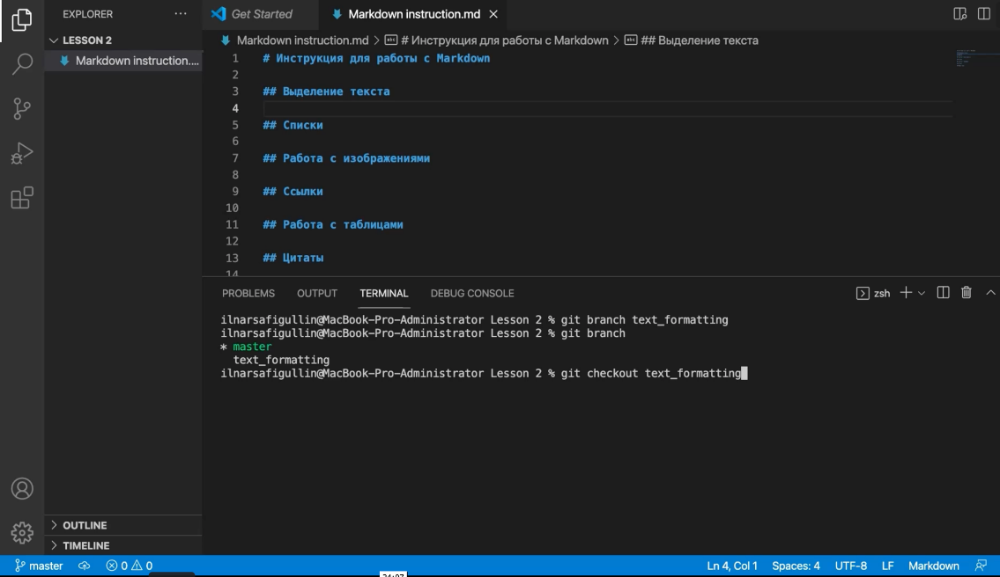 EXPLORER ...
Get Started
Markdown instruction.md
LESSON 2
Markdown instruction....
Markdown instruction.md > # Инструкция для работы с Markdown > ## Выделение текста
1 # Инструкция для работы с Markdown
2
3 ## Выделение текста
4
5 ## Списки
6
7 ## Работа с изображениями
8
9 ## Ссылки
10
11 ## Работа с таблицами
12
13 ## Цитаты
14
PROBLEMS OUTPUT TERMINAL DEBUG CONSOLE zsh
ilnarsafigullin@MacBook-Pro-Administrator Lesson 2 % git branch text_formatting
ilnarsafigullin@MacBook-Pro-Administrator Lesson 2 % git branch
* master
text_formatting
ilnarsafigullin@MacBook-Pro-Administrator Lesson 2 % git checkout text_formatting
OUTLINE
TIMELINE
master 0 0 Ln 4, Col 1 Spaces: 4 UTF-8 LF Markdown